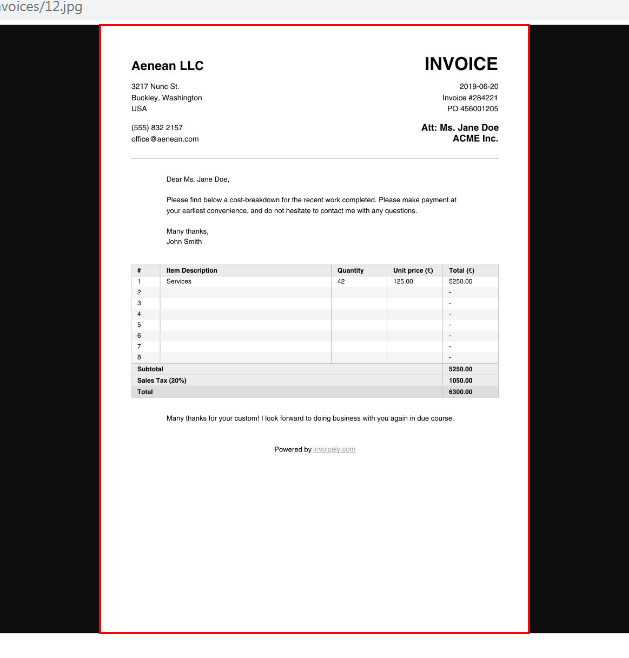 nvoices/12.jpg
Aenean LLC
INVOICE
3217 Nunc St.
Buckley, Washington
USA
2019-06-20
Invoice #284221
PO 456001205
(555) 832 2157
office@aenean.com
Att: Ms. Jane Doe
ACME Inc.
Dear Ms. Jane Doe,
Please find below a cost-breakdown for the recent work completed. Please make payment at
your earliest convenience, and do not hesitate to contact me with any questions.
Many thanks,
John Smith
# Item Description Quantity Unit price (€) Total (€)
1 Services 42 125.00 5250.00
2 -
3 -
4 -
5 -
6 -
7 -
8 -
Subtotal 5250.00
Sales Tax (20%) 1050.00
Total 6300.00
Many thanks for your custom! I look forward to doing business with you again in due course.
Powered by invoicely.com